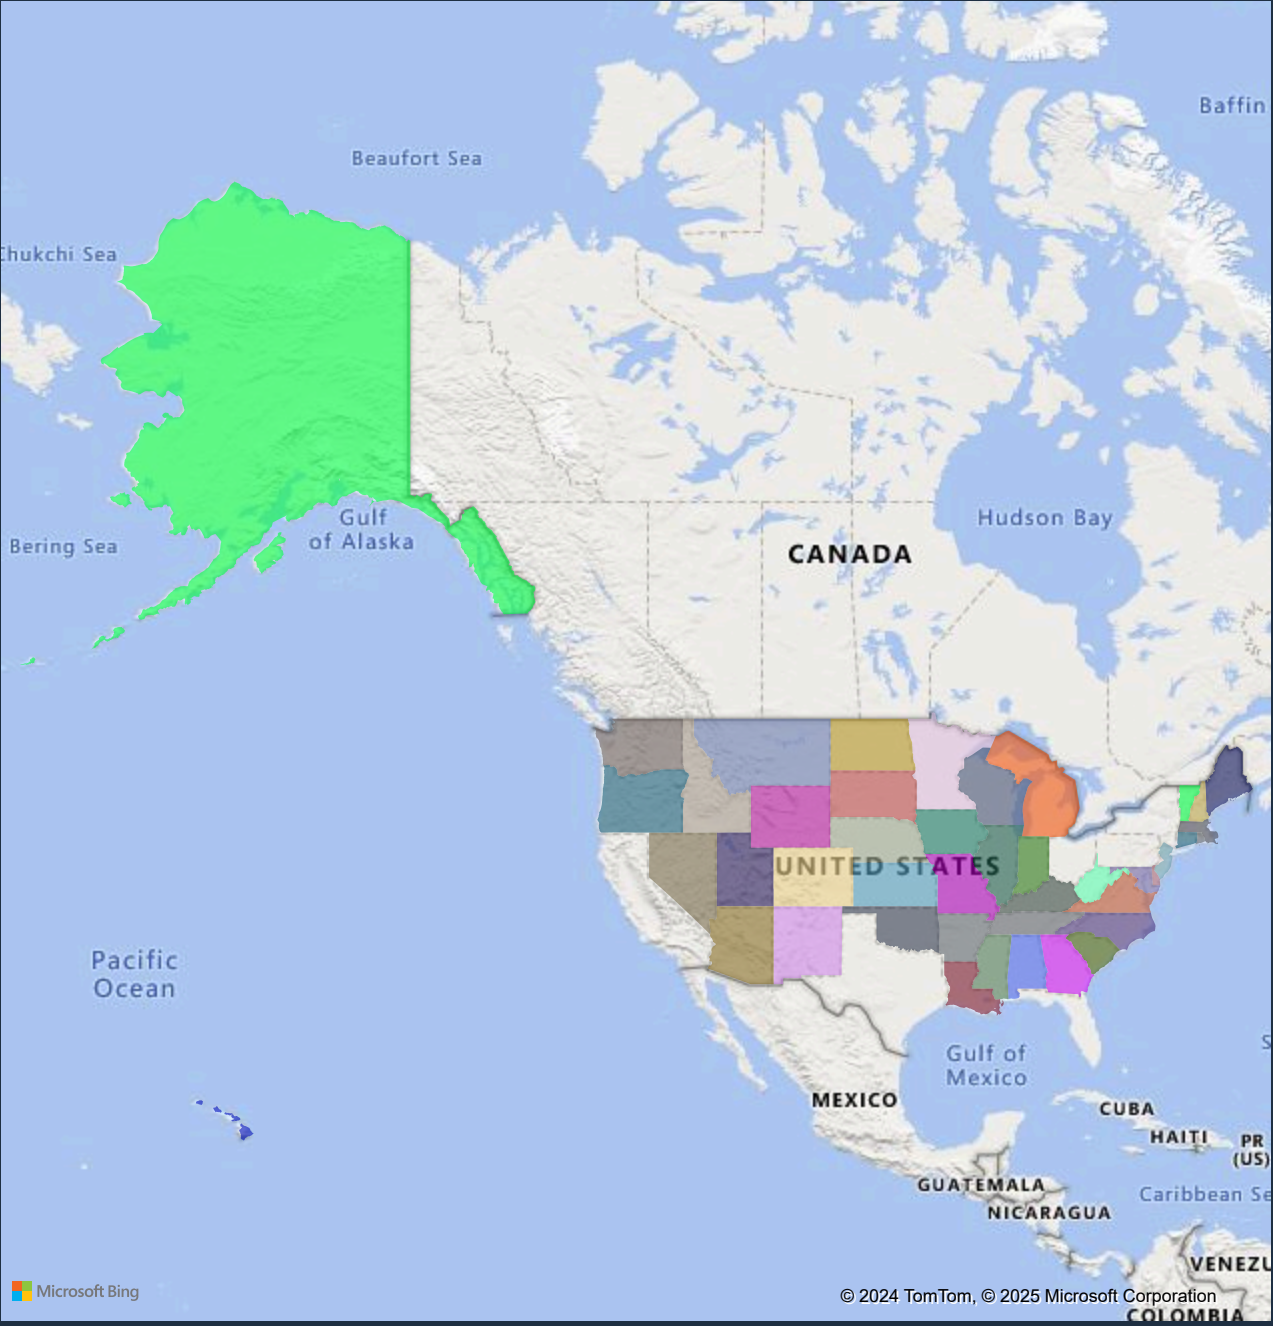 Baffin
Beaufort Sea
Chukchi Sea
Gulf
of Alaska
Hudson Bay
Bering Sea
CANADA
UNITED STATES
Pacific
Ocean
Gulf of
Mexico
MEXICO
CUBA
HAITI
PR
(US)
GUATEMALA
Caribbean Se
NICARAGUA
VENEZU
Microsoft Bing
© 2024 TomTom, © 2025 Microsoft Corporation
COLOMBIA